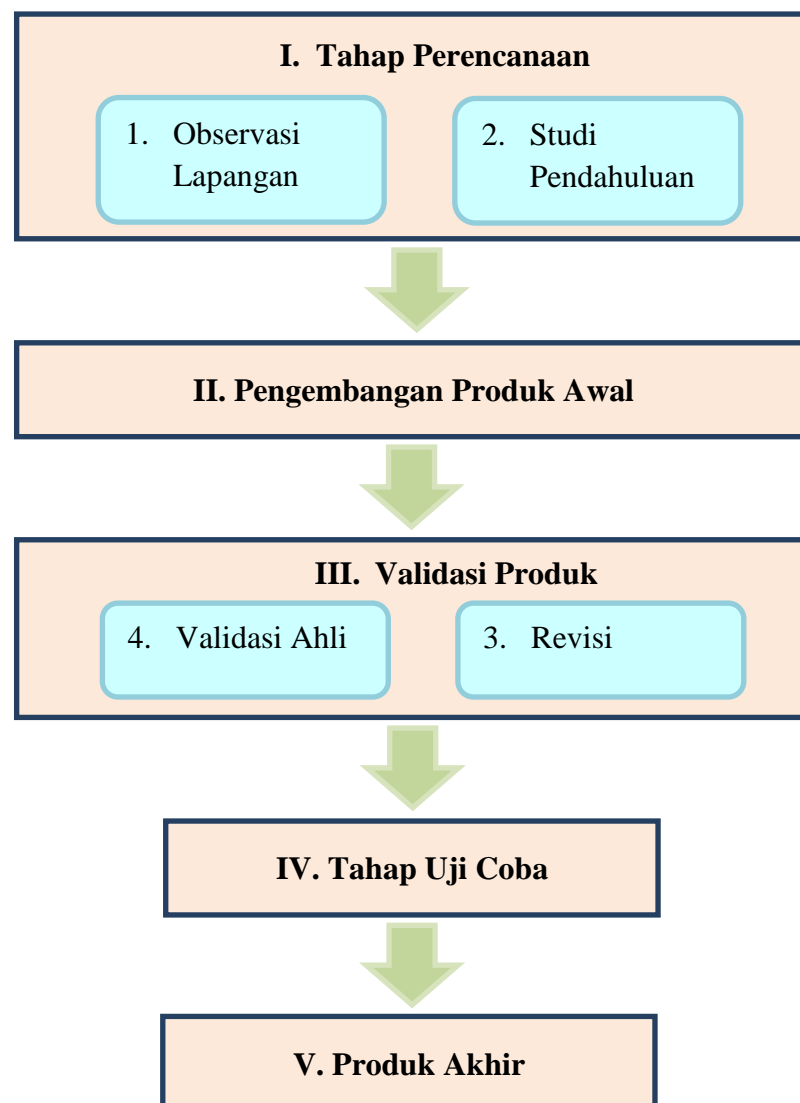 I. Tahap Perencanaan
1. Observasi
Lapangan
2. Studi
Pendahuluan
II. Pengembangan Produk Awal
III. Validasi Produk
4. Validasi Ahli
3. Revisi
IV. Tahap Uji Coba
V. Produk Akhir